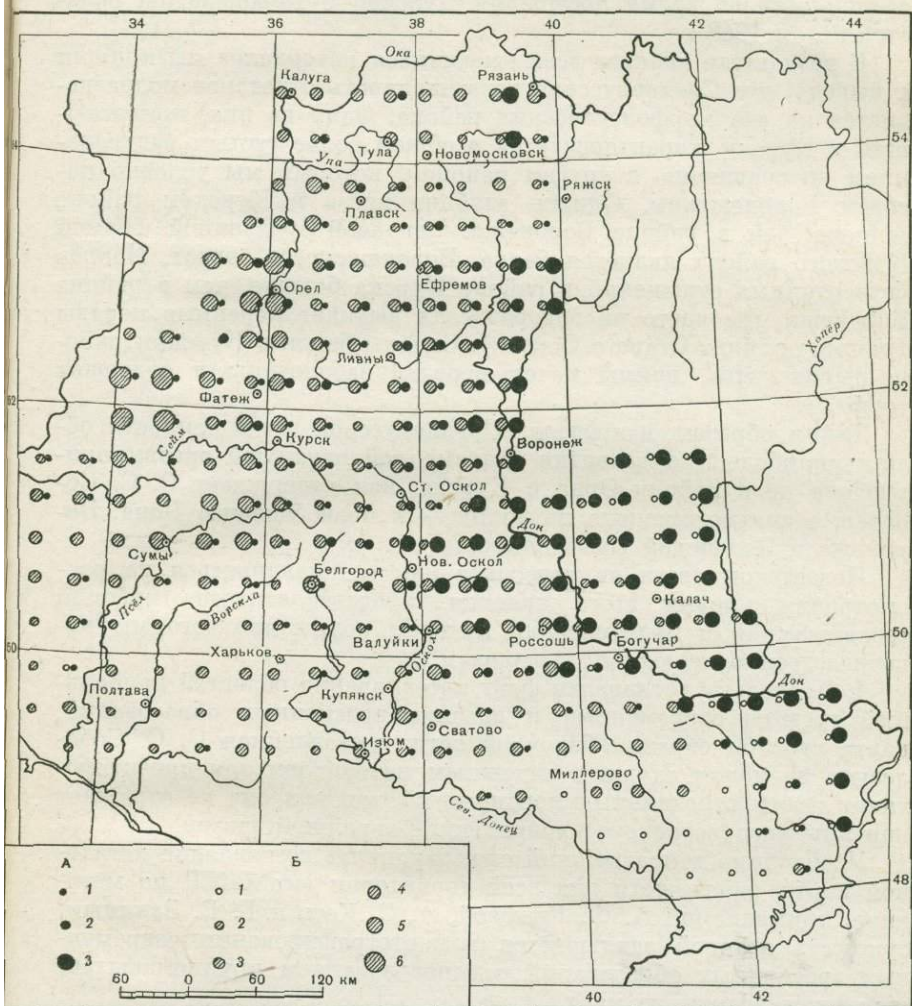 34 36 38 40 42 44
Ока
Калуга
Рязань
54
Упа
Тула
Новомосковск
Плавск
Ряжск
Орел
Ефремов
Хопёр
Ливны
52
Фатеж
Сейм
Курск
Воронеж
Ст. Оскол
Дон
Сумы
Нов. Оскол
Псёл
Ворскла
Белгород
Калач
Валуйки
Оскол
Россошь
Богучар
50
Харьков
Дон
Полтава
Купянск
Сватово
Изюм
Миллерово
Сев. Донец
48
А Б
1 1 4
2 2 5
3 3 6
60 0 60 120 км
40 42